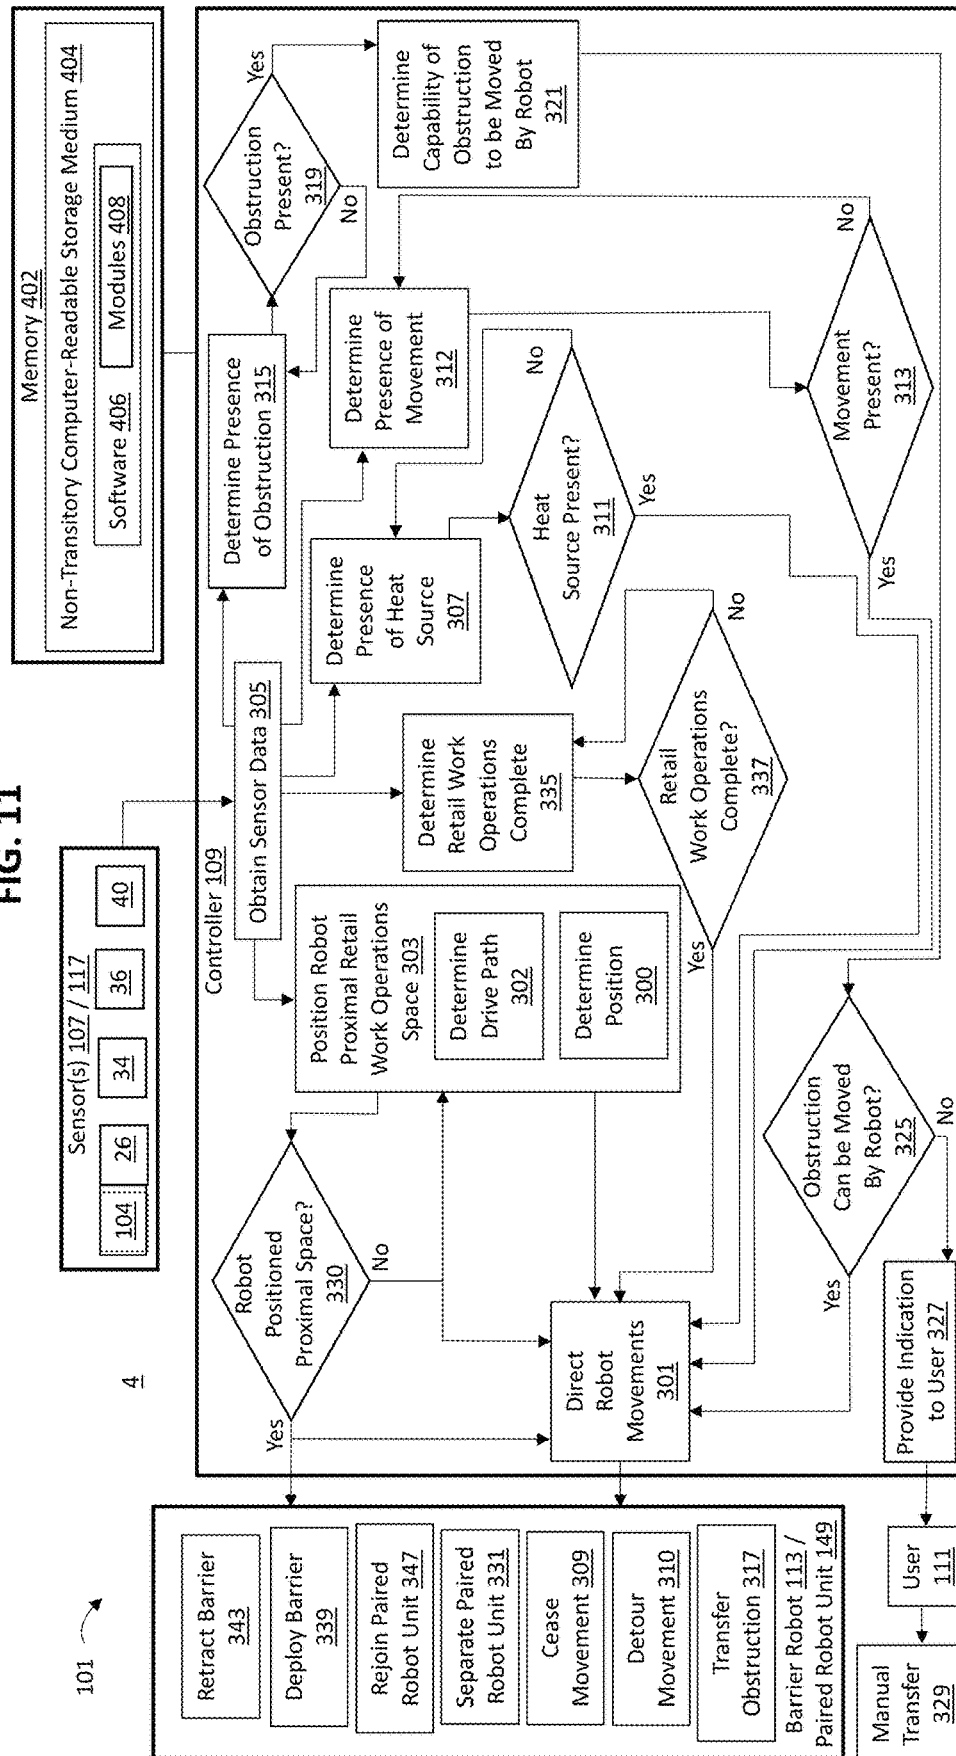 FIG. 11
101
4
Sensor(s) 107 / 117
104
26
34
36
40
Memory 402
Non-Transitory Computer-Readable Storage Medium 404
Software 406
Modules 408
Controller 109
Obtain Sensor Data 305
Determine Presence
of Obstruction 315
Obstruction
Present?
319
Yes
No
Determine
Capability of
Obstruction
to be Moved
By Robot
321
Determine
Presence of
Movement
312
No
Movement
Present?
313
Yes
Determine
Presence
of Heat
Source
307
No
Heat
Source Present?
311
Yes
Determine
Retail Work
Operations
Complete
335
No
Retail
Work Operations
Complete?
337
Yes
Position Robot
Proximal Retail
Work Operations
Space 303
Determine
Drive Path
302
Determine
Position
300
Robot
Positioned
Proximal Space?
330
No
Yes
Direct
Robot
Movements
301
Obstruction
Can be Moved
By Robot?
325
Yes
No
Provide Indication
to User 327
Retract Barrier
343
Deploy Barrier
339
Rejoin Paired
Robot Unit 347
Separate Paired
Robot Unit 331
Cease
Movement 309
Detour
Movement 310
Transfer
Obstruction 317
Barrier Robot 113 /
Paired Robot Unit 149
User
111
Manual
Transfer
329